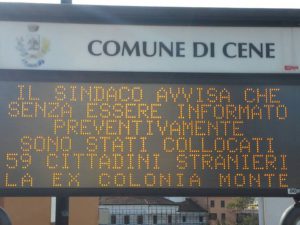 COMUNE DI CENE
IL SINDACO AVVISA CHE
SENZA ESSERE INFORMATO
PREVENTIVAMENTE
SONO STATI COLLOCATI
59 CITTADINI STRANIERI
LA EX COLONIA MONTE